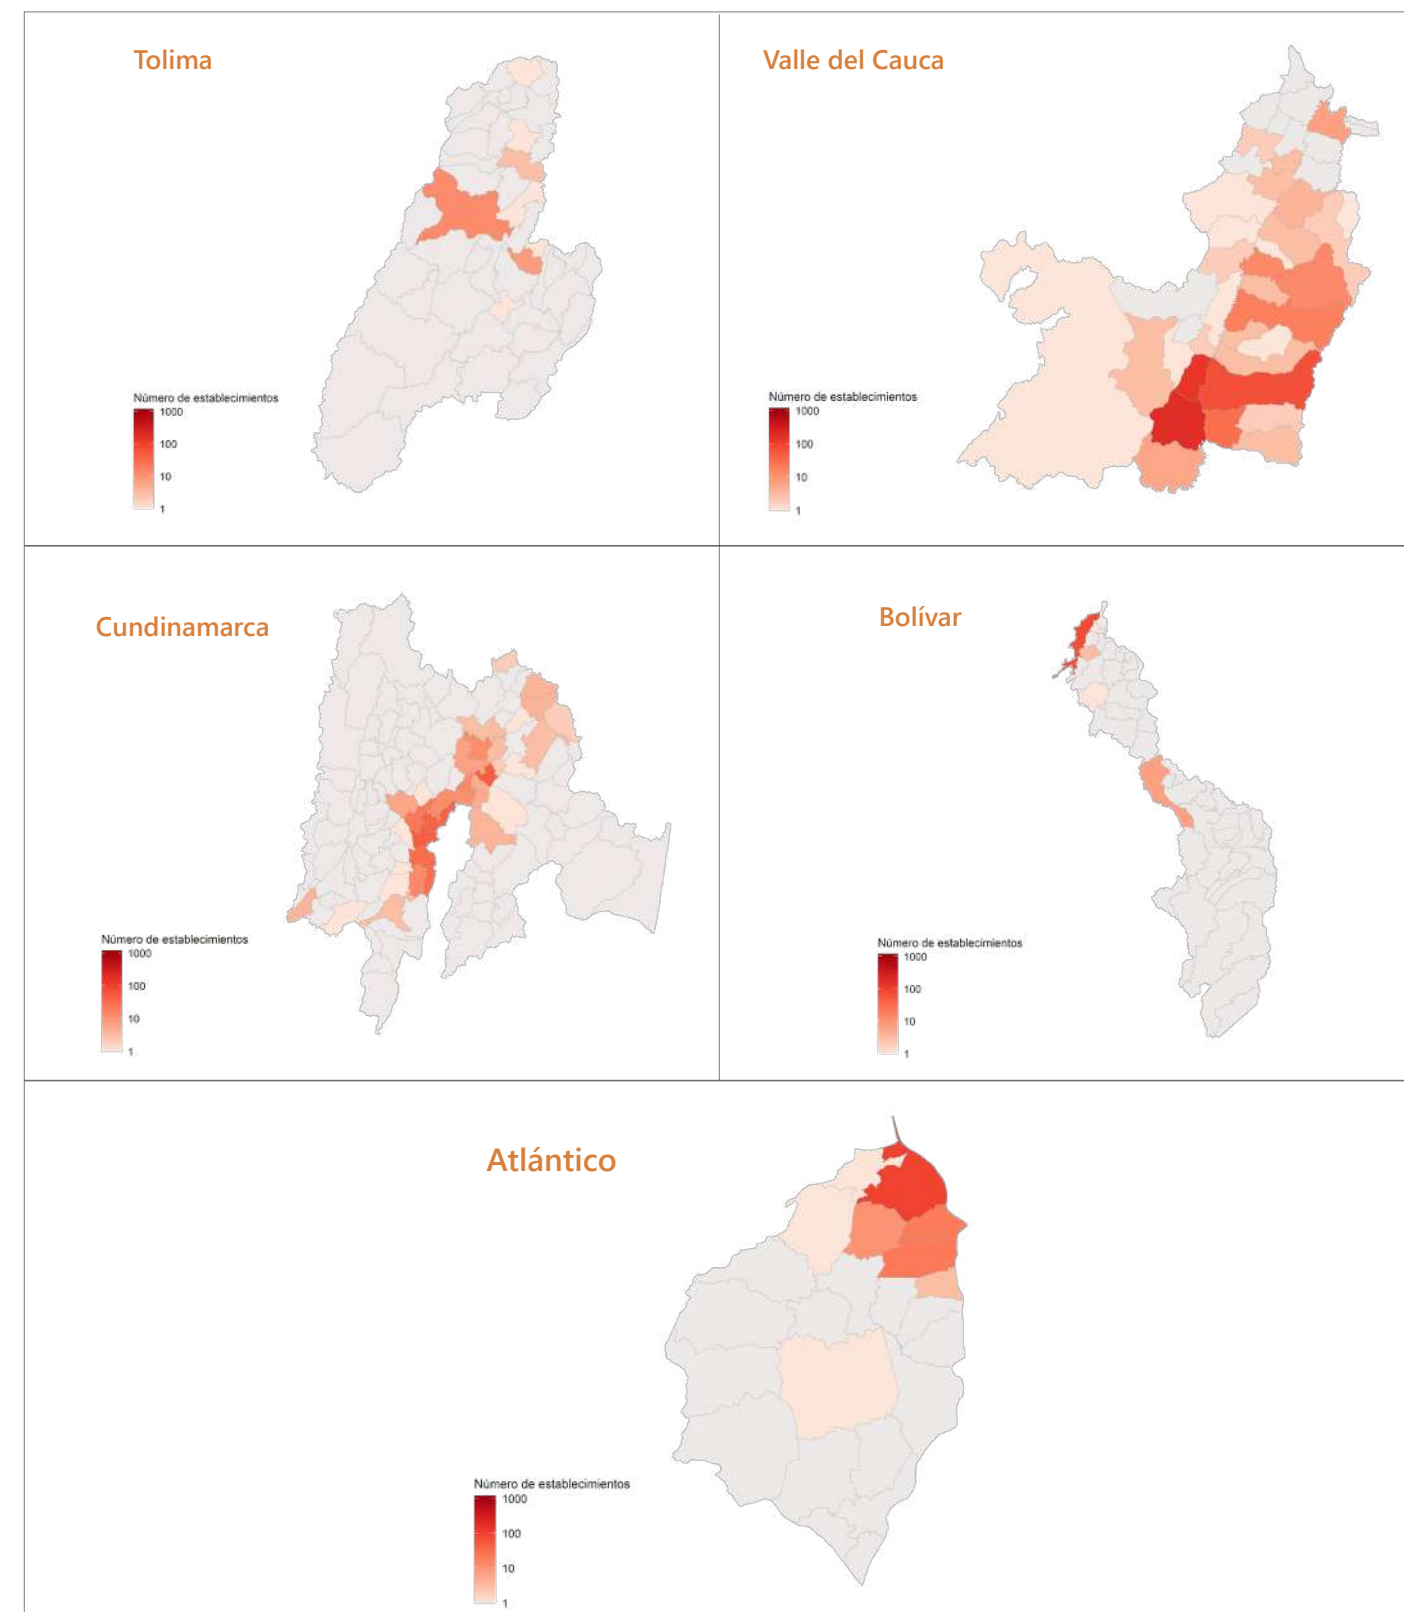 Tolima
Número de establecimientos
1000
100
10
1
Valle del Cauca
Número de establecimientos
1000
100
10
1
Cundinamarca
Número de establecimientos
1000
100
10
1
Bolívar
Número de establecimientos
1000
100
10
1
Atlántico
Número de establecimientos
1000
100
10
1